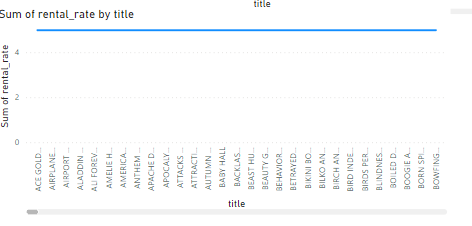 title
Sum of rental_rate by title
Sum of rental_rate
4
2
0
ACE GOLD...
AIRPLANE...
AIRPORT ...
ALADDIN ...
ALI FOREV...
AMELIE H...
AMERICA...
ANTHEM...
APACHE D...
APOCALY...
ATTACKS ...
ATTRACTI...
AUTUMN ...
BABY HALL
BACKLAS...
BEAST HU...
BEAUTY G...
BEHAVIOR...
BETRAYED...
BIKINI BO...
BILKO AN...
BIRCH AN...
BIRD INDE...
BIRDS PER...
BLINDNES...
BOILED D...
BOOGIE A...
BORN SPI...
BOWFING...
title